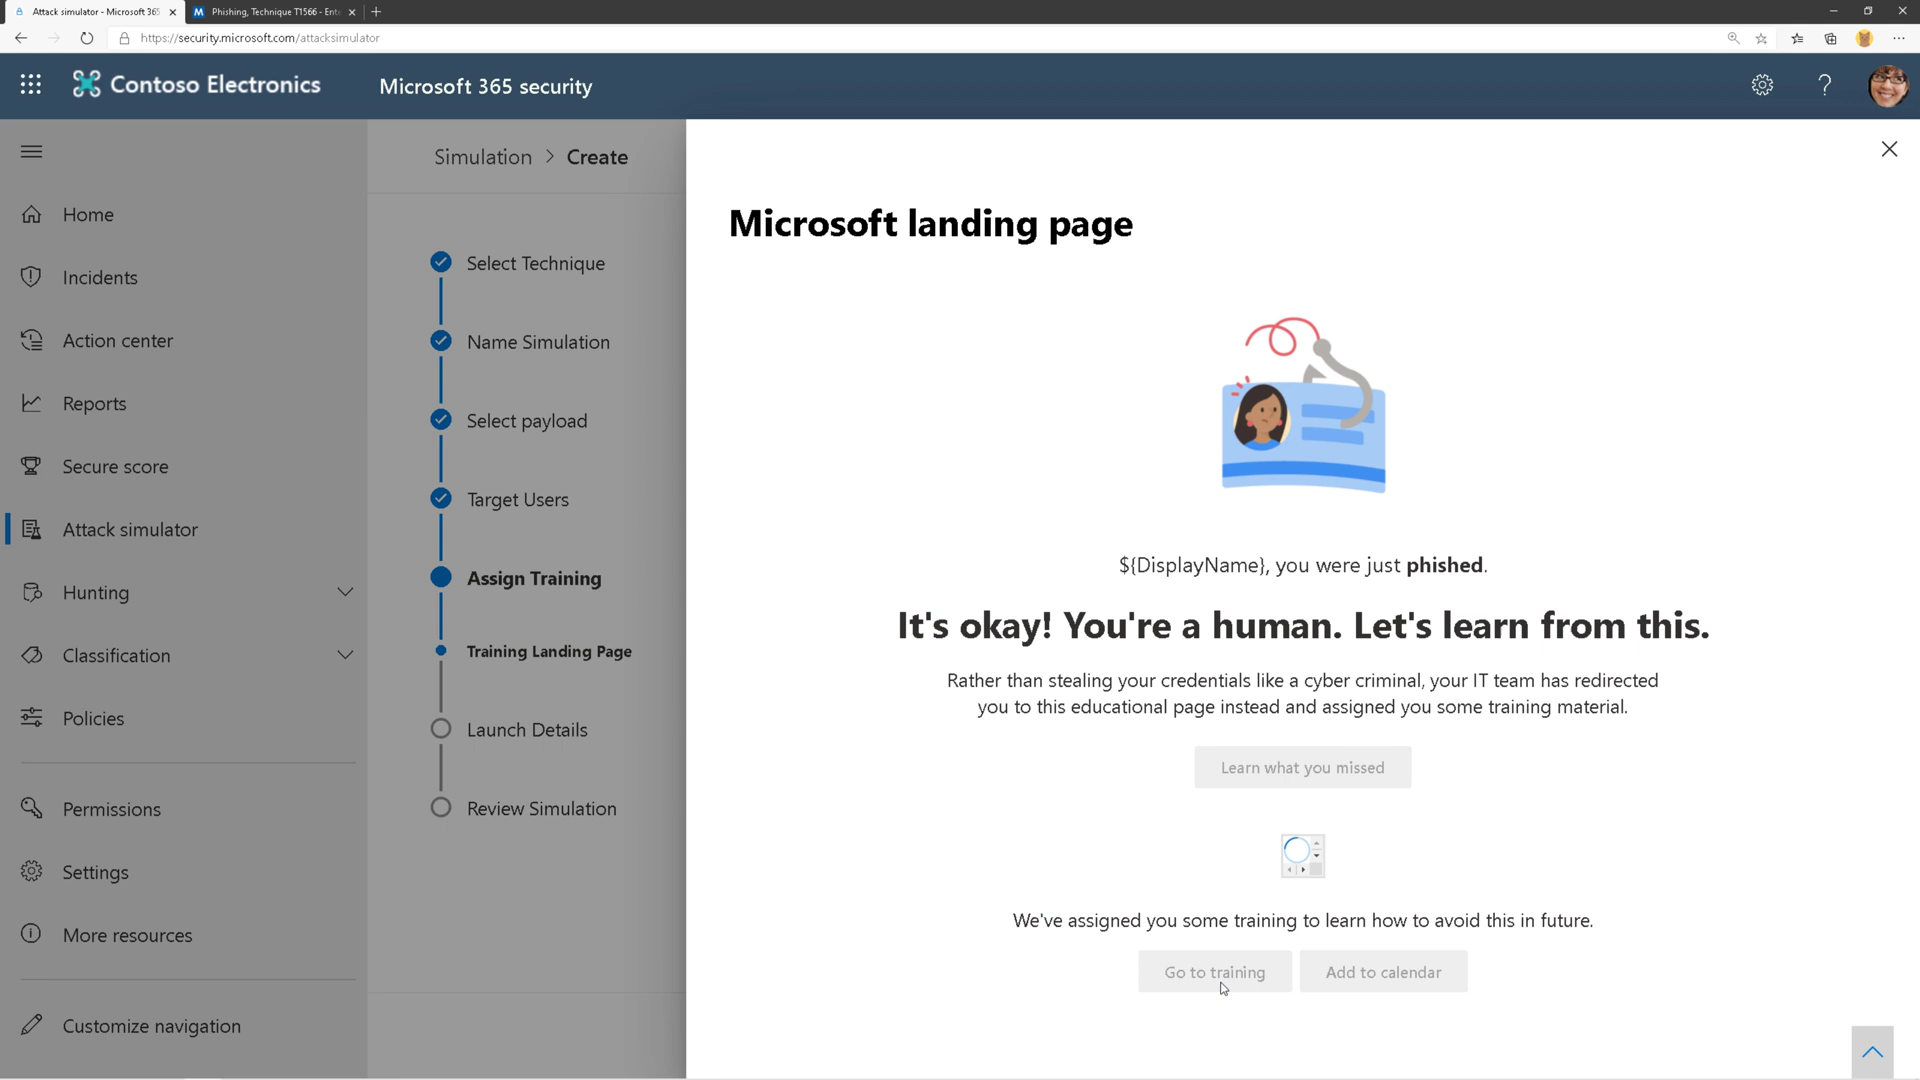 Attack simulator - Microsoft 365
Phishing, Technique T1566 - Ent
https://security.microsoft.com/attacksimulator
Contoso Electronics
Microsoft 365 security
Home
Incidents
Action center
Reports
Secure score
Attack simulator
Hunting
Classification
Policies
Permissions
Settings
More resources
Customize navigation
Simulation > Create
Select Technique
Name Simulation
Select payload
Target Users
Assign Training
Training Landing Page
Launch Details
Review Simulation
Microsoft landing page
${DisplayName}, you were just phished.
It's okay! You're a human. Let's learn from this.
Rather than stealing your credentials like a cyber criminal, your IT team has redirected
you to this educational page instead and assigned you some training material.
Learn what you missed
We've assigned you some training to learn how to avoid this in future.
Go to training
Add to calendar